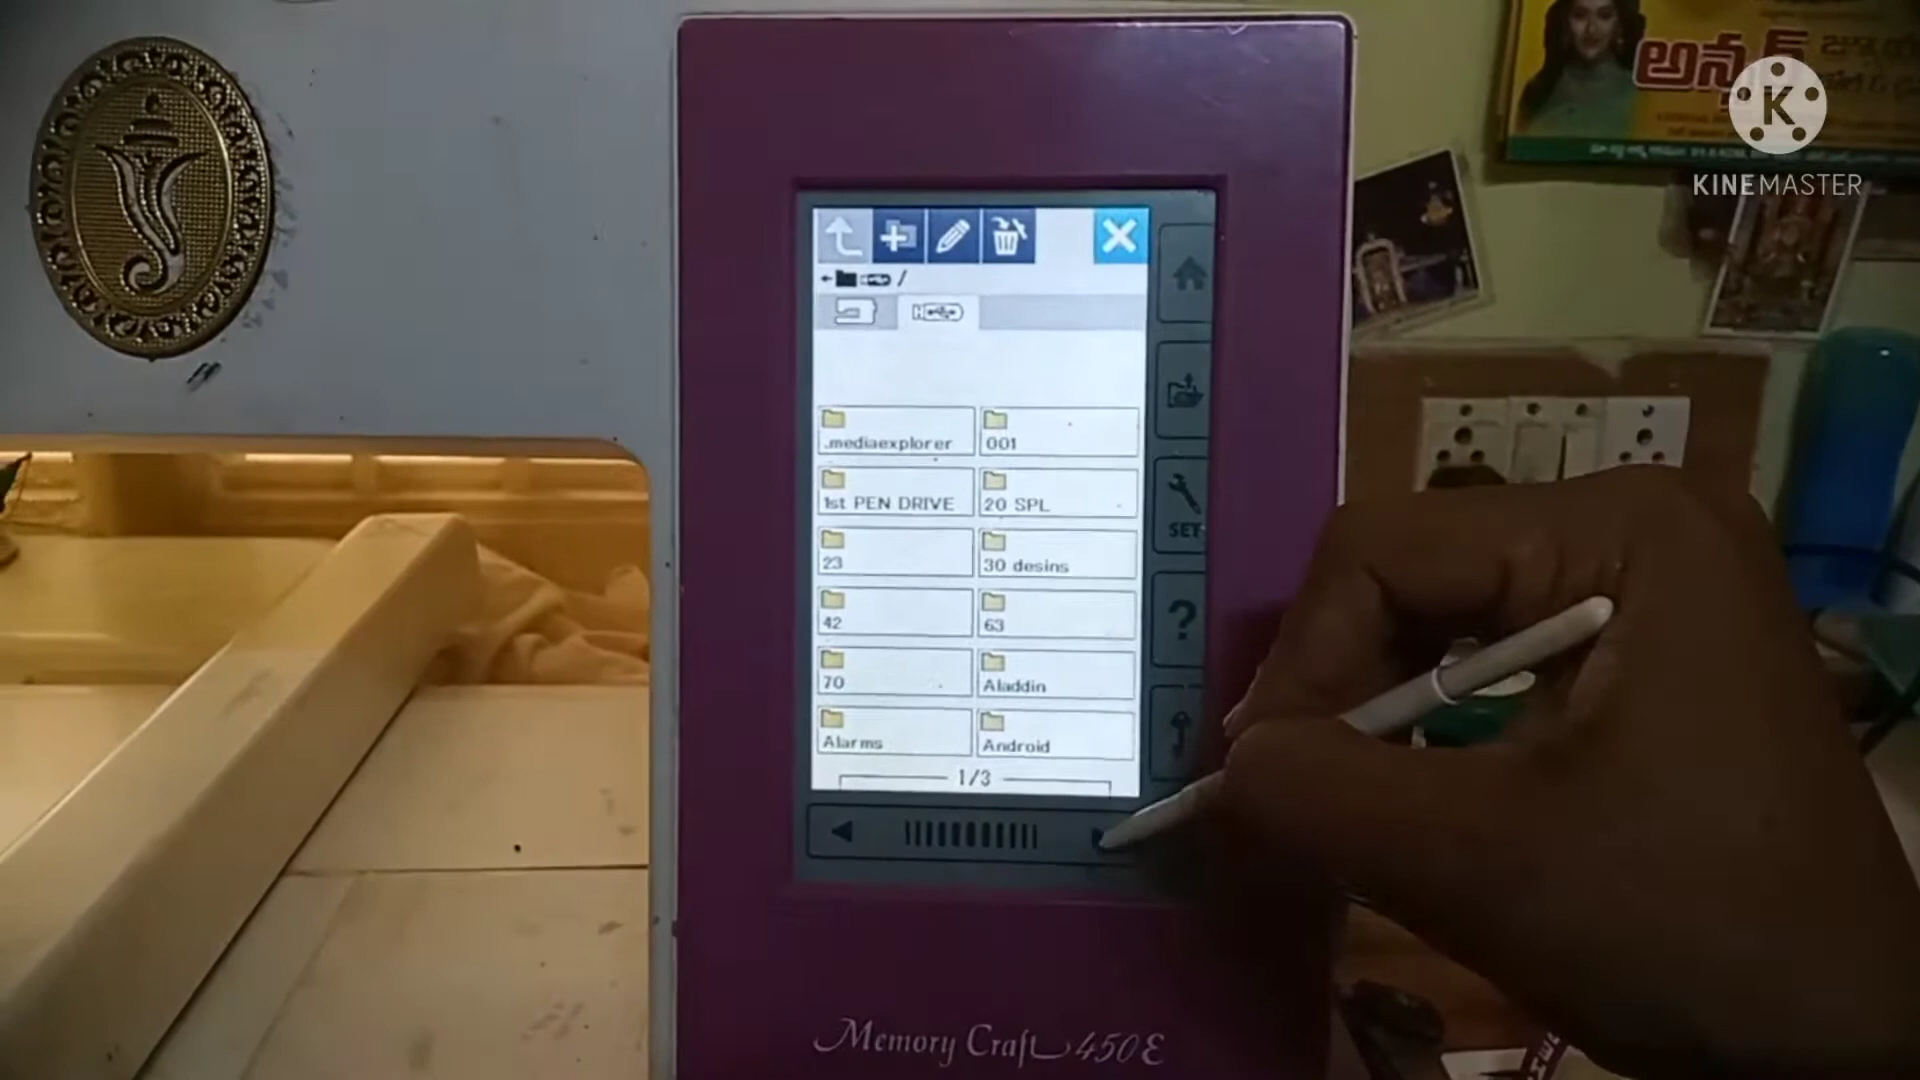 అన్న
K
KINEMASTER
/
.mediaexplorer
001
1st PEN DRIVE
20 SPL
23
30 desins
42
63
70
Aladdin
Alarms
Android
1/3
SET
?
Memory Craft 450E